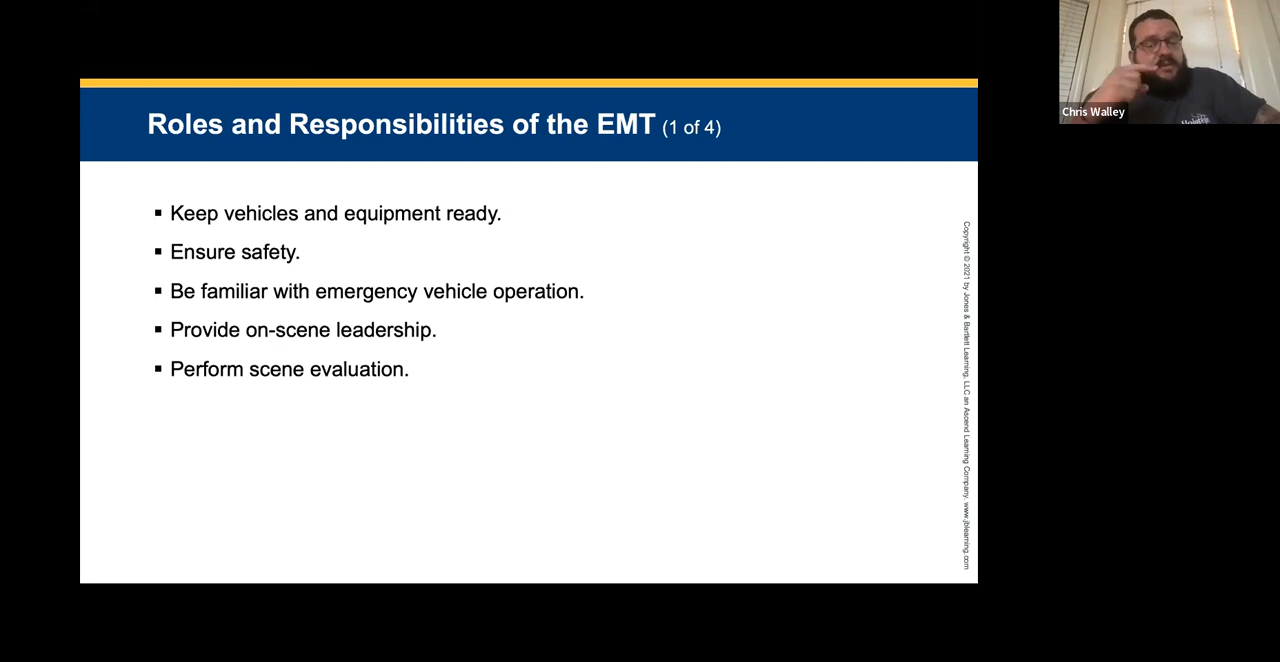 Roles and Responsibilities of the EMT (1 of 4)
▪ Keep vehicles and equipment ready.
▪ Ensure safety.
▪ Be familiar with emergency vehicle operation.
▪ Provide on-scene leadership.
▪ Perform scene evaluation.
Copyright © 2021 by Jones & Bartlett Learning, LLC an Ascend Learning Company. www.jblearning.com
Chris Walley